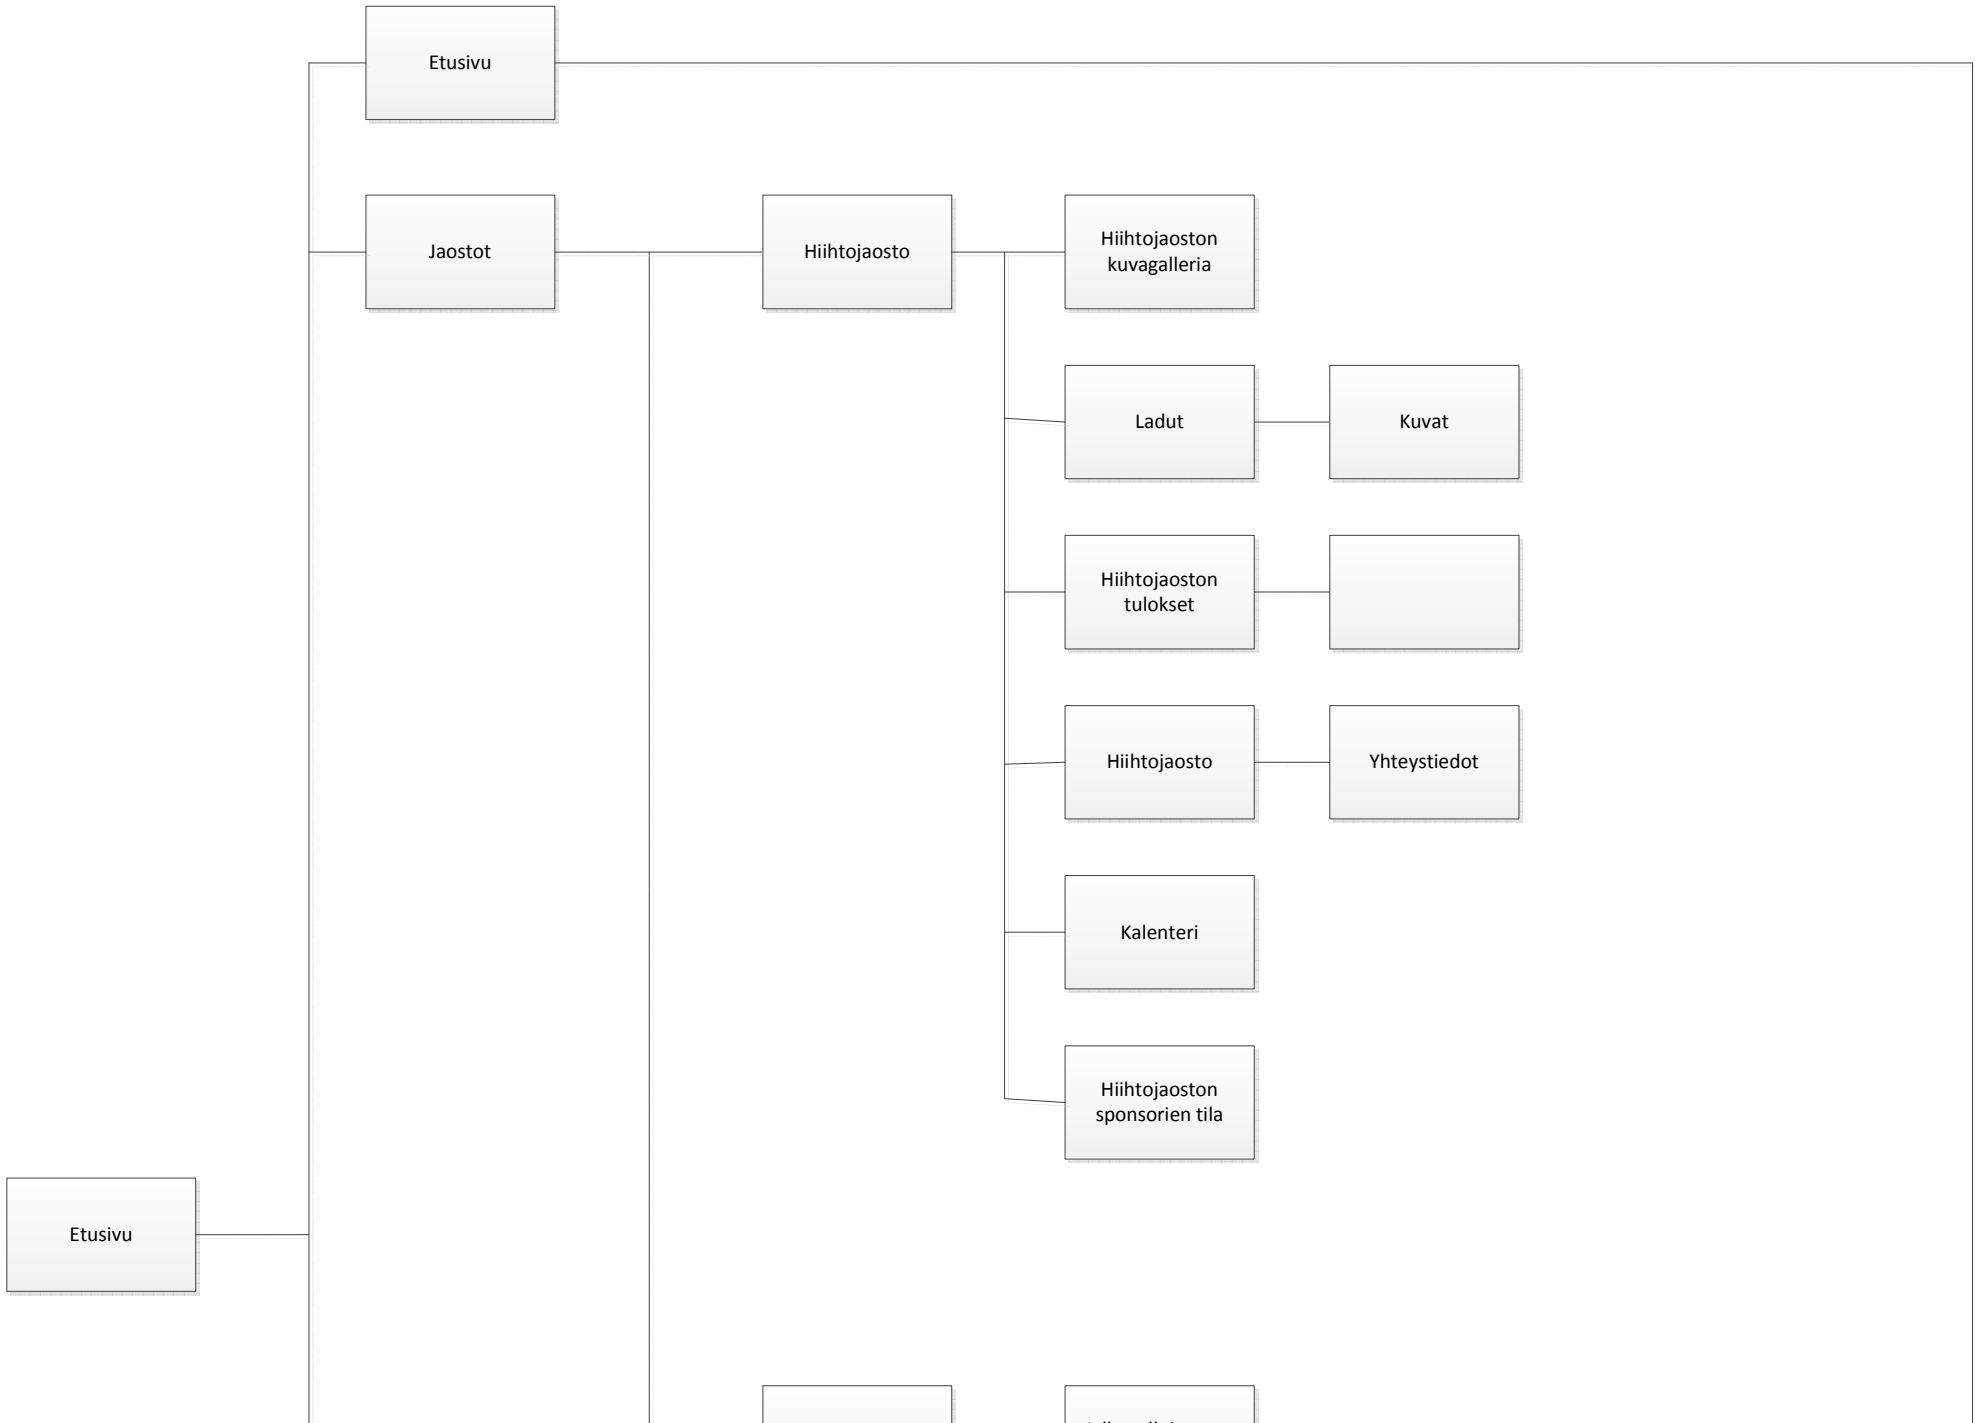 Etusivu
Jaostot
Hiihtojaosto
Hiihtojaoston
kuvagalleria
Ladut
Kuvat
Hiihtojaoston
tulokset
Hiihtojaosto
Yhteystiedot
Kalenteri
Hiihtojaoston
sponsorien tila
Etusivu